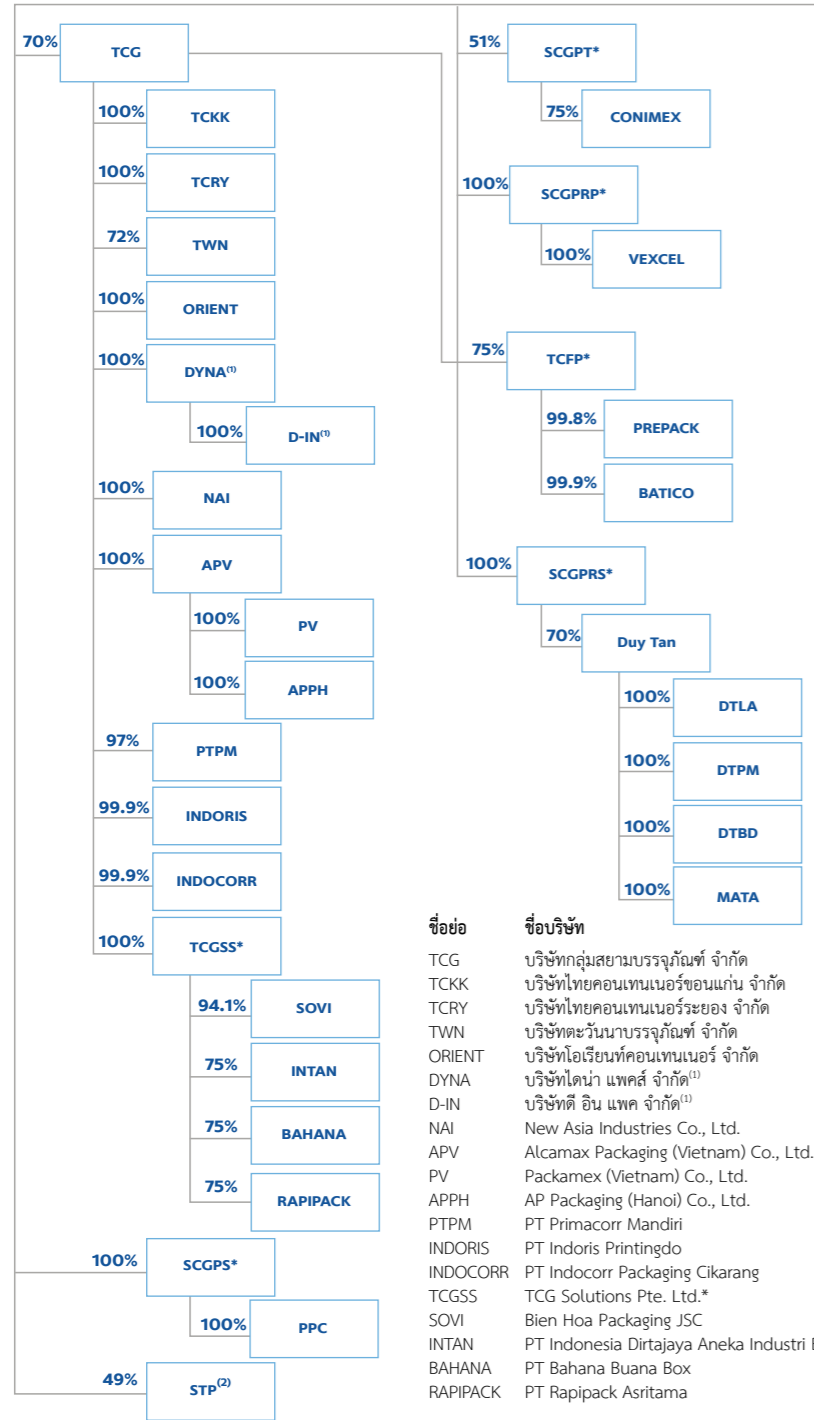 70%
TCG
100%
TCKK
100%
TCRY
72%
TWN
100%
ORIENT
100%
DYNA(1)
100%
D-IN(1)
100%
NAI
100%
APV
100%
PV
100%
APPH
97%
PTPM
99.9%
INDORIS
99.9%
INDOCORR
100%
TCGSS*
94.1%
SOVI
75%
INTAN
75%
BAHANA
75%
RAPIPACK
100%
SCGPS*
100%
PPC
49%
STP(2)
51%
SCGPT*
75%
CONIMEX
100%
SCGPRP*
100%
VEXCEL
75%
TCFP*
99.8%
PREPACK
99.9%
BATICO
100%
SCGPRS*
70%
Duy Tan
100%
DTLA
100%
DTPM
100%
DTBD
100%
MATA
ชื่อย่อ ชื่อบริษัท
TCG บริษัทกลุ่มสยามบรรจุภัณฑ์ จำกัด
TCKK บริษัทไทยคอนเทนเนอร์ขอนแก่น จำกัด
TCRY บริษัทไทยคอนเทนเนอร์ระยอง จำกัด
TWN บริษัทตะวันนาบรรจุภัณฑ์ จำกัด
ORIENT บริษัทโอเรียนท์คอนเทนเนอร์ จำกัด
DYNA บริษัทไดน่า แพคส์ จำกัด(1)
D-IN บริษัทดี อิน แพค จำกัด(1)
NAI New Asia Industries Co., Ltd.
APV Alcamax Packaging (Vietnam) Co., Ltd.
PV Packamex (Vietnam) Co., Ltd.
APPH AP Packaging (Hanoi) Co., Ltd.
PTPM PT Primacorr Mandiri
INDORIS PT Indoris Printingdo
INDOCORR PT Indocorr Packaging Cikarang
TCGSS TCG Solutions Pte. Ltd.*
SOVI Bien Hoa Packaging JSC
INTAN PT Indonesia Dirtajaya Aneka Industri
BAHANA PT Bahana Buana Box
RAPIPACK PT Rapipack Asritama